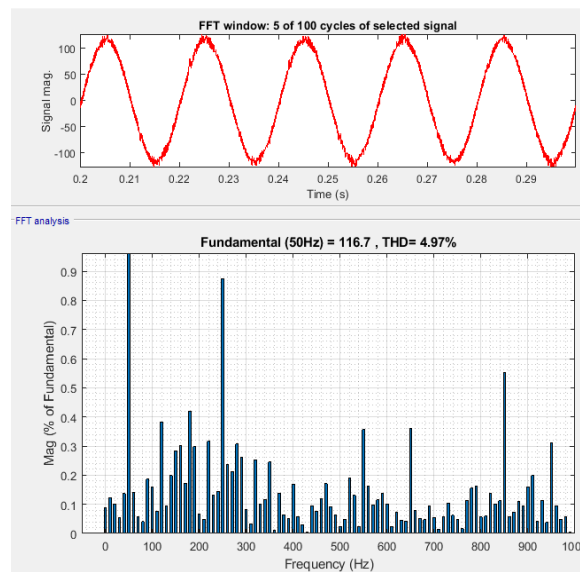 FFT window: 5 of 100 cycles of selected signal
100
50
0
-50
-100
Signal mag.
0.2 0.21 0.22 0.23 0.24 0.25 0.26 0.27 0.28 0.29
Time (s)
FFT analysis
Fundamental (50Hz) = 116.7 , THD= 4.97%
0.9
0.8
0.7
0.6
0.5
0.4
0.3
0.2
0.1
0
Mag (% of Fundamental)
0 100 200 300 400 500 600 700 800 900 100
Frequency (Hz)